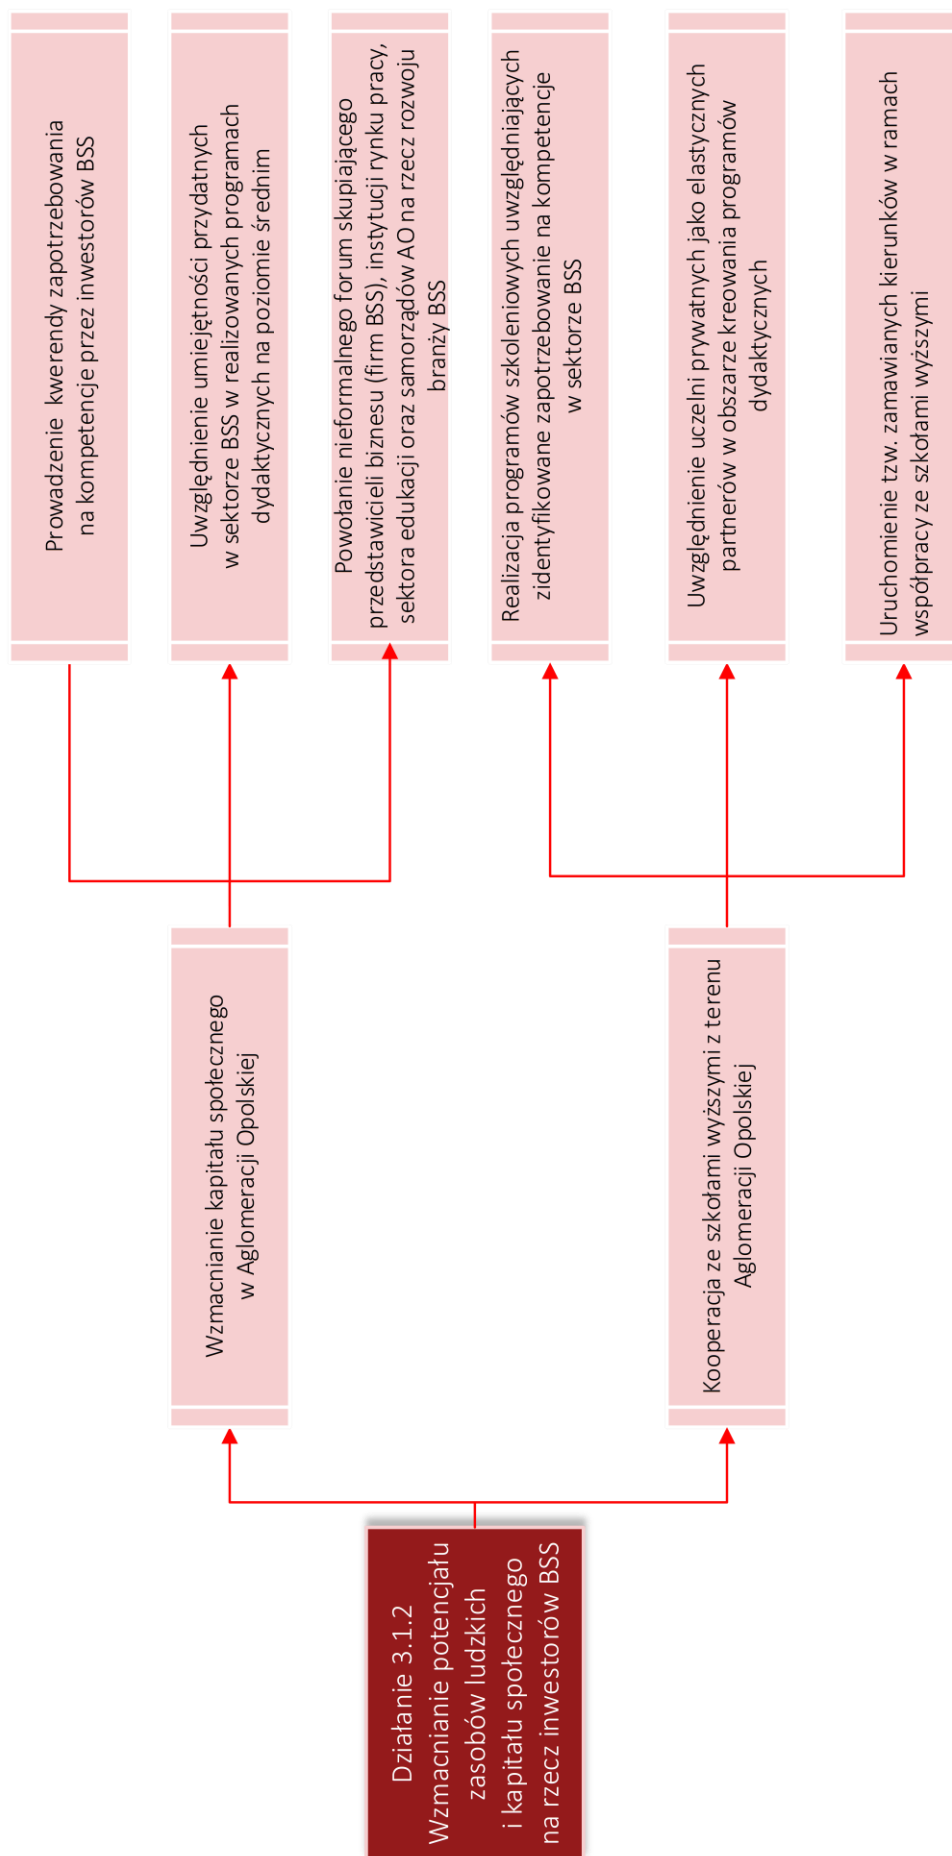 Działanie 3.1.2
Wzmacnianie potencjału
zasobów ludzkich
i kapitału społecznego
na rzecz inwestorów BSS
Wzmacnianie kapitału społecznego
w Aglomeracji Opolskiej
Kooperacja ze szkołami wyższymi z terenu
Aglomeracji Opolskiej
Prowadzenie kwerendy zapotrzebowania
na kompetencje przez inwestorów BSS
Uwzględnienie umiejętności przydatnych
w sektorze BSS w realizowanych programach
dydaktycznych na poziomie średnim
Powołanie nieformalnego forum skupiającego
przedstawicieli biznesu (firm BSS), instytucji rynku pracy,
sektora edukacji oraz samorządów AO na rzecz rozwoju
branży BSS
Realizacja programów szkoleniowych uwzględniających
zidentyfikowane zapotrzebowanie na kompetencje
w sektorze BSS
Uwzględnienie uczelni prywatnych jako elastycznych
partnerów w obszarze kreowania programów
dydaktycznych
Uruchomienie tzw. zamawianych kierunków w ramach
współpracy ze szkołami wyższymi